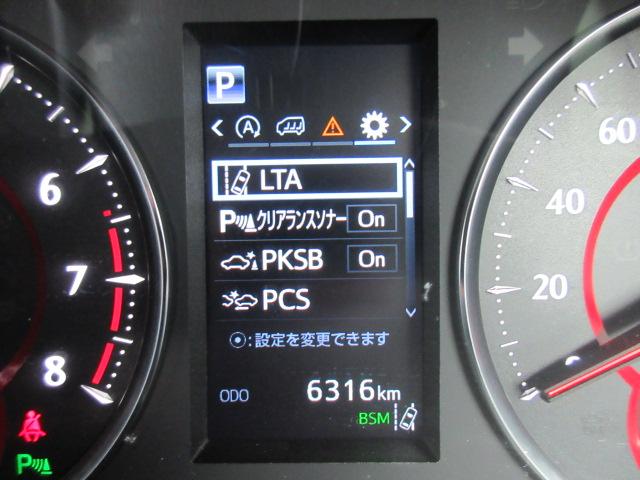 P
A
LTA
P クリアランスソナー On
PKSB On
PCS
⦿:設定を変更できます
ODO 6316km
BSM
6
7
8
P
60
40
20